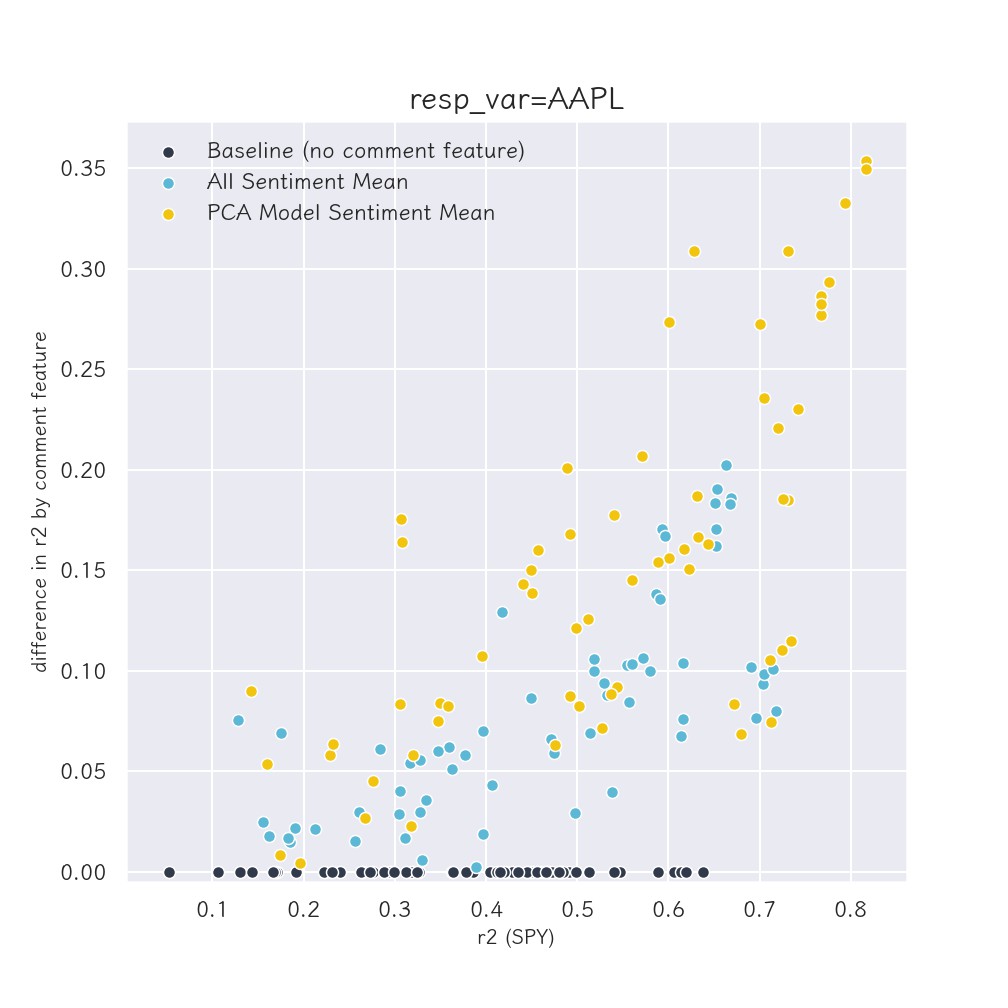 resp_var=AAPL
Baseline (no comment feature)
All Sentiment Mean
PCA Model Sentiment Mean
0.35
0.30
0.25
0.20
0.15
0.10
0.05
0.00
difference in r2 by comment feature
0.1 0.2 0.3 0.4 0.5 0.6 0.7 0.8
r2 (SPY)